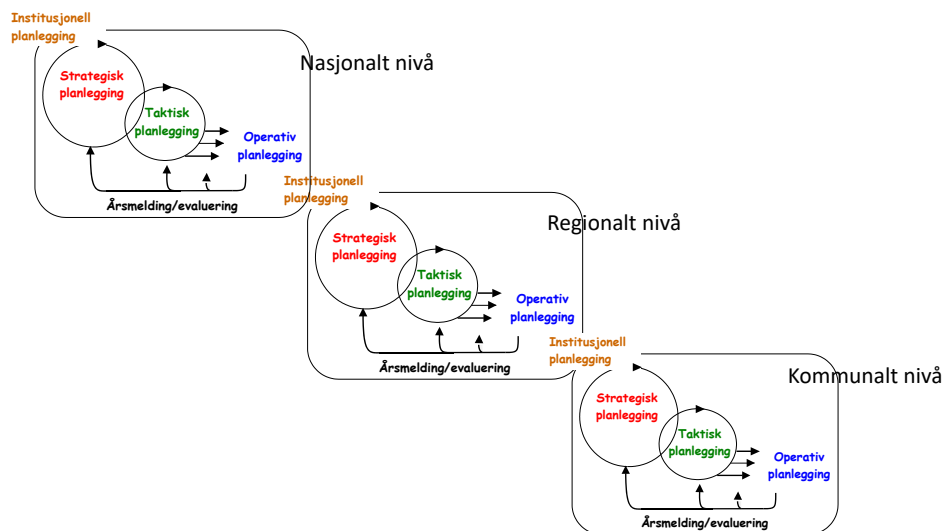 Institusjonell
planlegging
Nasjonalt nivå
Strategisk
planlegging
Taktisk
planlegging
Operativ
planlegging
Årsmelding/evaluering
Institusjonell
planlegging
Regionalt nivå
Strategisk
planlegging
Taktisk
planlegging
Operativ
planlegging
Årsmelding/evaluering
Institusjonell
planlegging
Kommunalt nivå
Strategisk
planlegging
Taktisk
planlegging
Operativ
planlegging
Årsmelding/evaluering